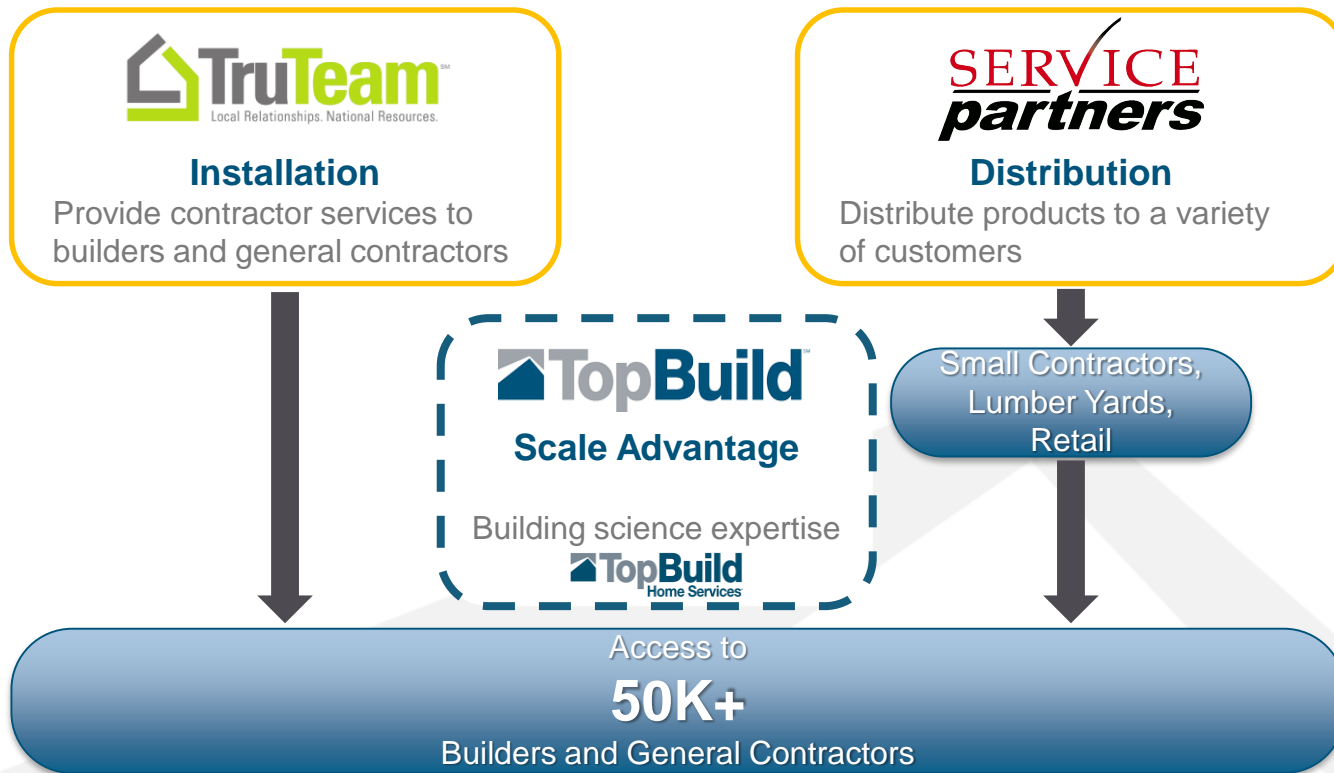 TruTeam℠
Local Relationships. National Resources.
Installation
Provide contractor services to
builders and general contractors
SERVICE
partners
Distribution
Distribute products to a variety
of customers
TopBuild℠
Scale Advantage
Building science expertise
TopBuild
Home Services
Small Contractors,
Lumber Yards,
Retail
Access to
50K+
Builders and General Contractors